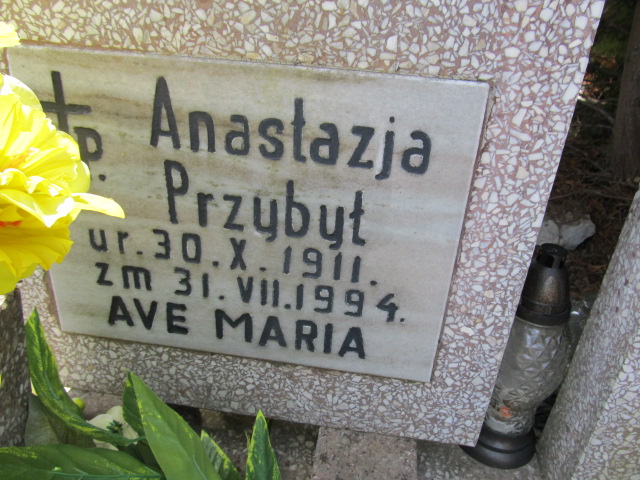 Anastazja
p. Przybył
ur. 30. X. 1911.
zm 31. VII. 1994.
AVE MARIA